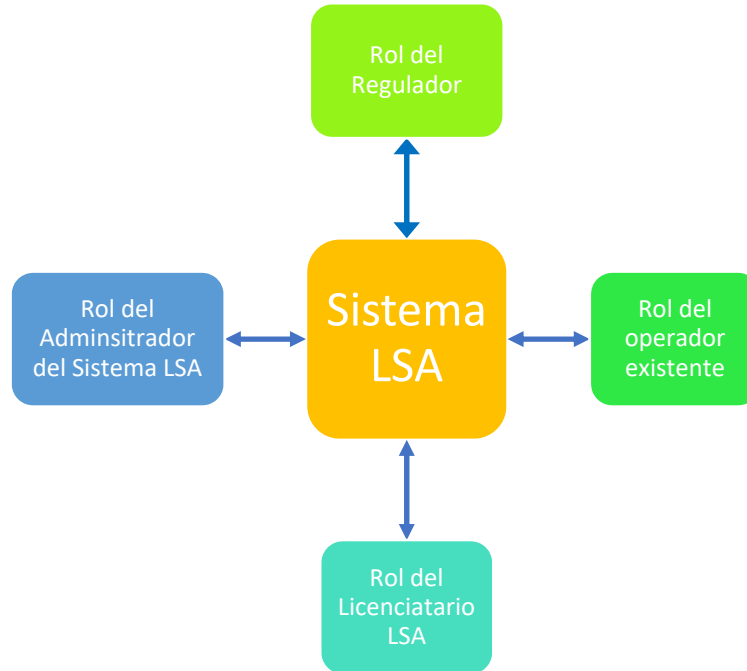 Rol del
Regulador
Rol del
Adminsitrador
del Sistema LSA
Sistema
LSA
Rol del
operador
existente
Rol del
Licenciatario
LSA